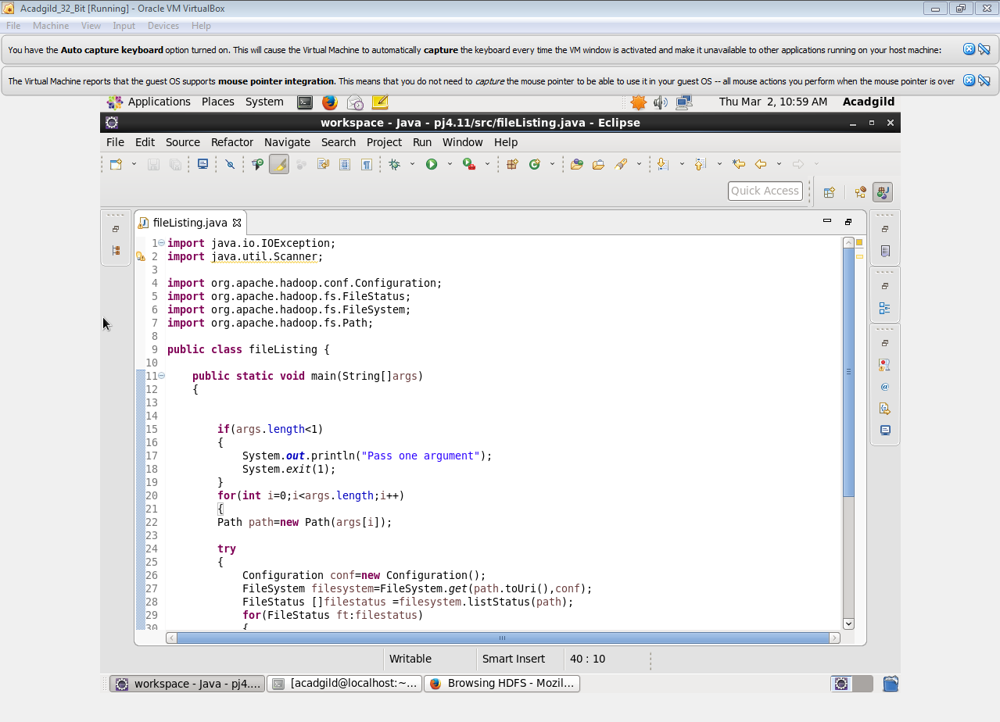 Acadgild_32_Bit [Running] - Oracle VM VirtualBox
File Machine View Input Devices Help
You have the Auto capture keyboard option turned on. This will cause the Virtual Machine to automatically capture the keyboard every time the VM window is activated and make it unavailable to other applications running on your host machine:
The Virtual Machine reports that the guest OS supports mouse pointer integration. This means that you do not need to capture the mouse pointer to be able to use it in your guest OS -- all mouse actions you perform when the mouse pointer is over
Applications Places System Thu Mar 2, 10:59 AM Acadgild
workspace - Java - pj4.11/src/fileListing.java - Eclipse
File Edit Source Refactor Navigate Search Project Run Window Help
Quick Access
fileListing.java
1 import java.io.IOException;
2 import java.util.Scanner;
3
4 import org.apache.hadoop.conf.Configuration;
5 import org.apache.hadoop.fs.FileStatus;
6 import org.apache.hadoop.fs.FileSystem;
7 import org.apache.hadoop.fs.Path;
8
9 public class fileListing {
10
11 public static void main(String[]args)
12 {
13
14
15 if(args.length<1)
16 {
17 System.out.println("Pass one argument");
18 System.exit(1);
19 }
20 for(int i=0;i<args.length;i++)
21 {
22 Path path=new Path(args[i]);
23
24 try
25 {
26 Configuration conf=new Configuration();
27 FileSystem filesystem=FileSystem.get(path.toUri(),conf);
28 FileStatus []filestatus =filesystem.listStatus(path);
29 for(FileStatus ft:filestatus)
30 {
Writable Smart Insert 40 : 10
workspace - Java - pj4.... [acadgild@localhost:~... Browsing HDFS - Mozil...